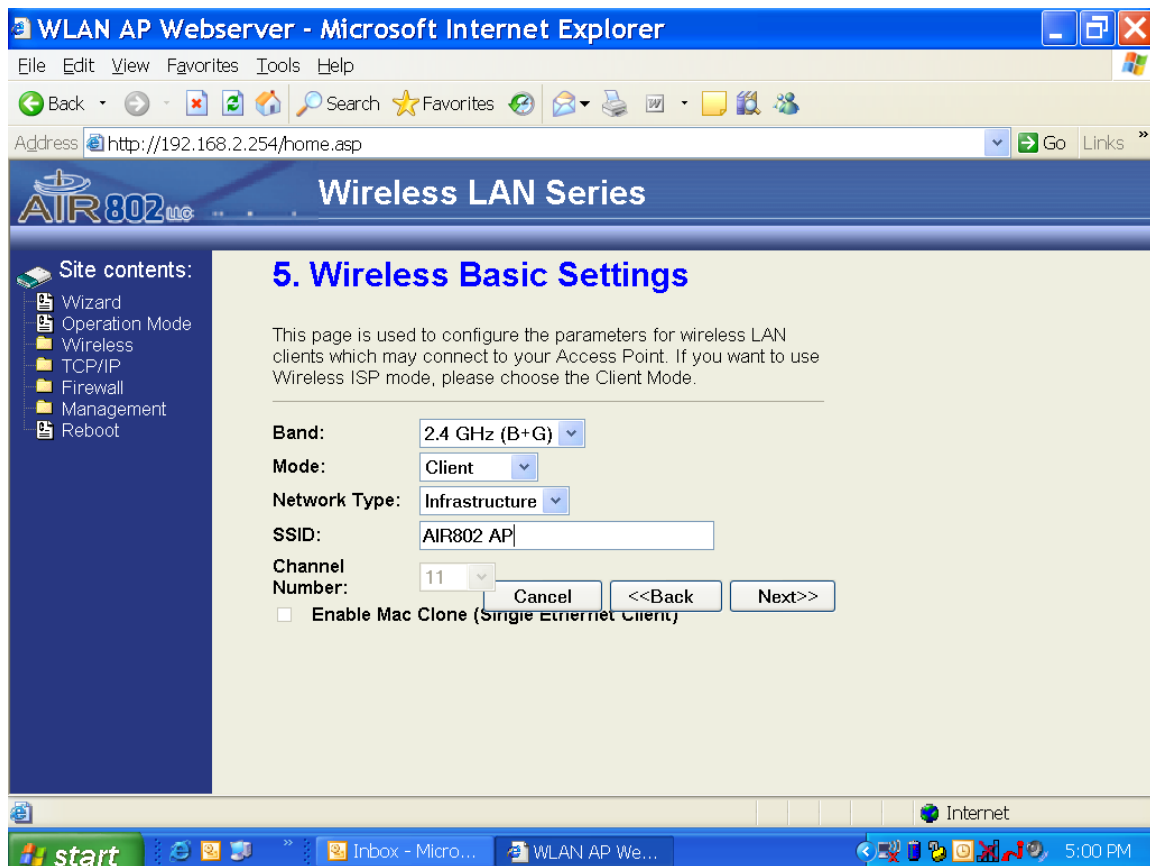 WLAN AP Webserver - Microsoft Internet Explorer
File Edit View Favorites Tools Help
Back Search Favorites
Address http://192.168.2.254/home.asp Go Links »
AIR802 LLC
Wireless LAN Series
Site contents:
Wizard
Operation Mode
Wireless
TCP/IP
Firewall
Management
Reboot
5. Wireless Basic Settings
This page is used to configure the parameters for wireless LAN
clients which may connect to your Access Point. If you want to use
Wireless ISP mode, please choose the Client Mode.
Band: 2.4 GHz (B+G)
Mode: Client
Network Type: Infrastructure
SSID: AIR802 AP
Channel
Number: 11
Cancel <<Back Next>>
Enable Mac Clone (Single Ethernet Client)
Internet
start » Inbox - Micro... WLAN AP We... 5:00 PM